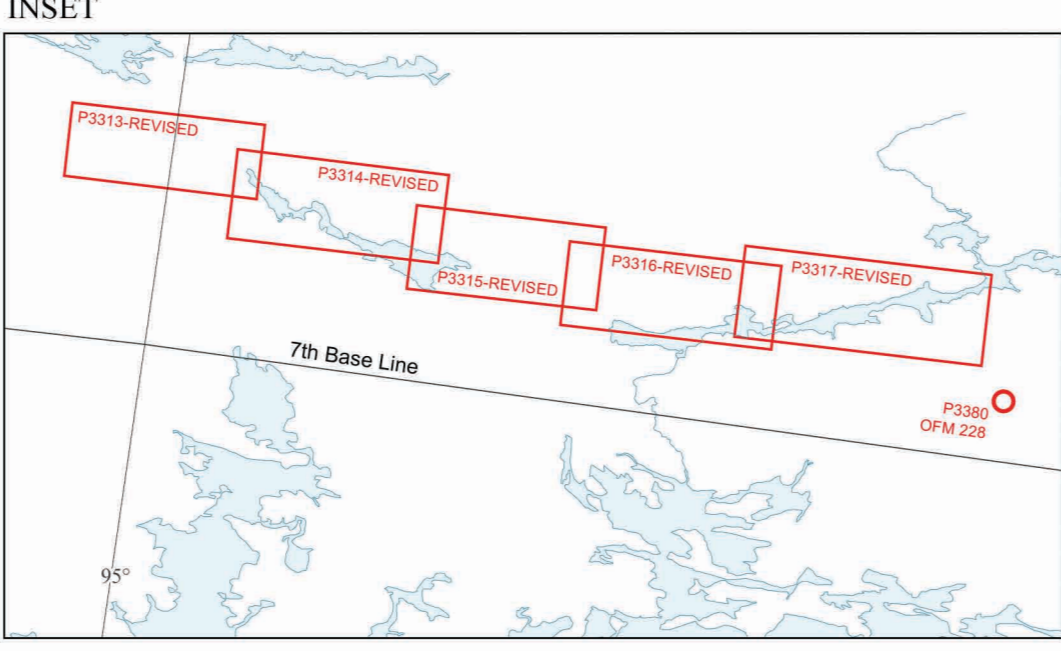 INSET
P3313-REVISED
P3314-REVISED
P3315-REVISED
P3316-REVISED
P3317-REVISED
7th Base Line
P3380
OFM 228
95°